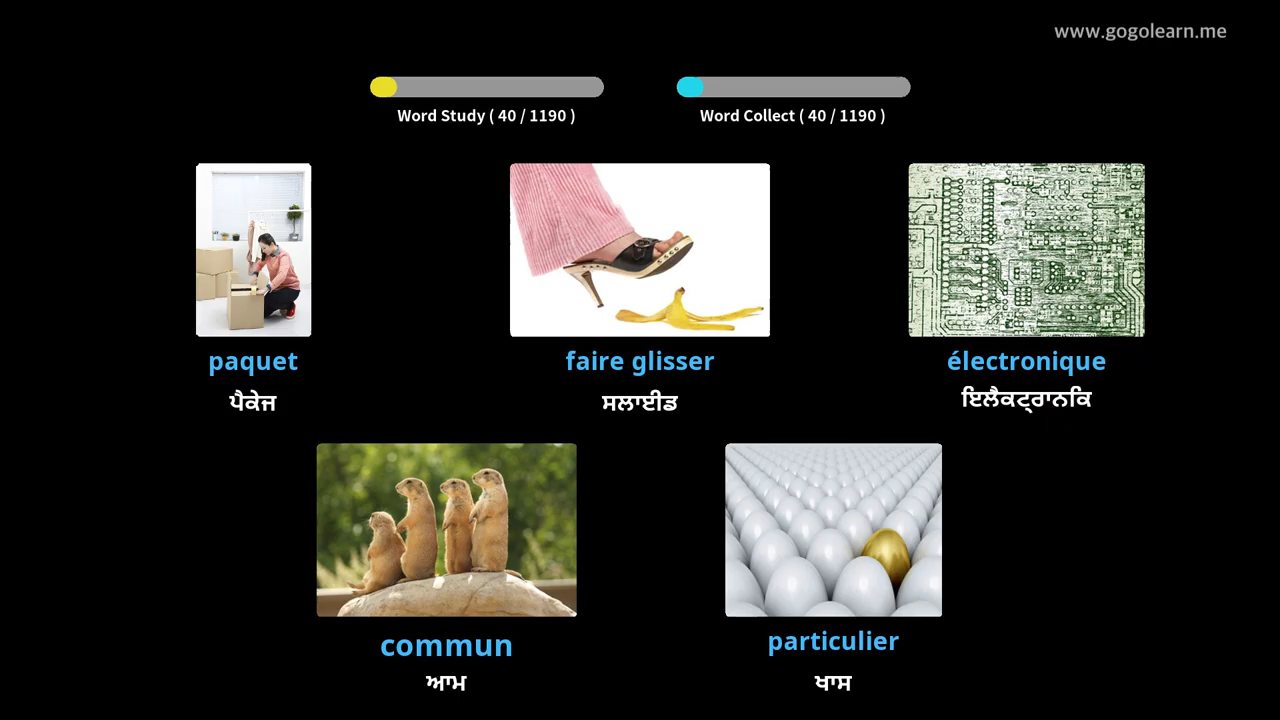 www.gogolearn.me
Word Study ( 40 / 1190 )
Word Collect ( 40 / 1190 )
paquet
faire glisser
électronique
ਪੈਕੇਜ
ਸਲਾਈਡ
ਇਲੈਕਟ੍ਰਾਨਕਿ
commun
particulier
ਆਮ
ਖਾਸ